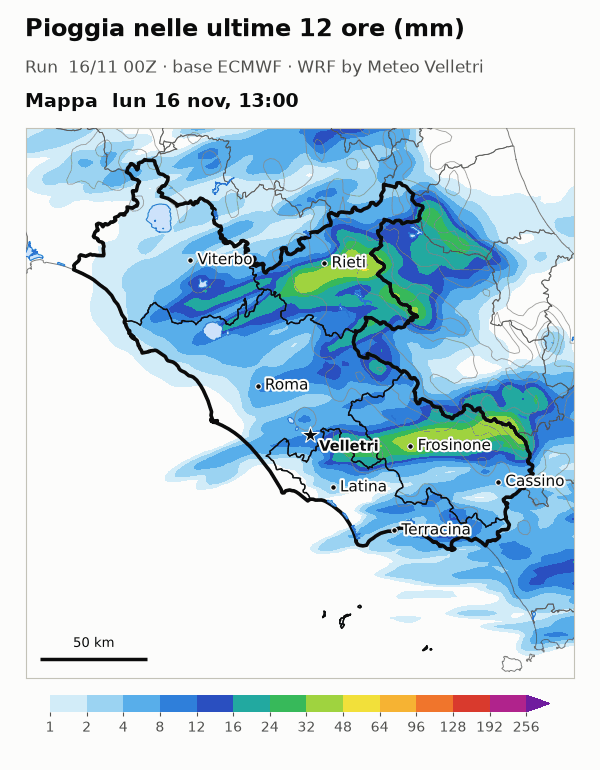 Pioggia nelle ultime 12 ore (mm)
Run  16/11 00Z · base ECMWF · WRF by Meteo Velletri
Mappa  lun 16 nov, 13:00
Viterbo
Rieti
Roma
Velletri
Frosinone
Latina
Cassino
Terracina
50 km
1 2 4 8 12 16 24 32 48 64 96 128 192 256